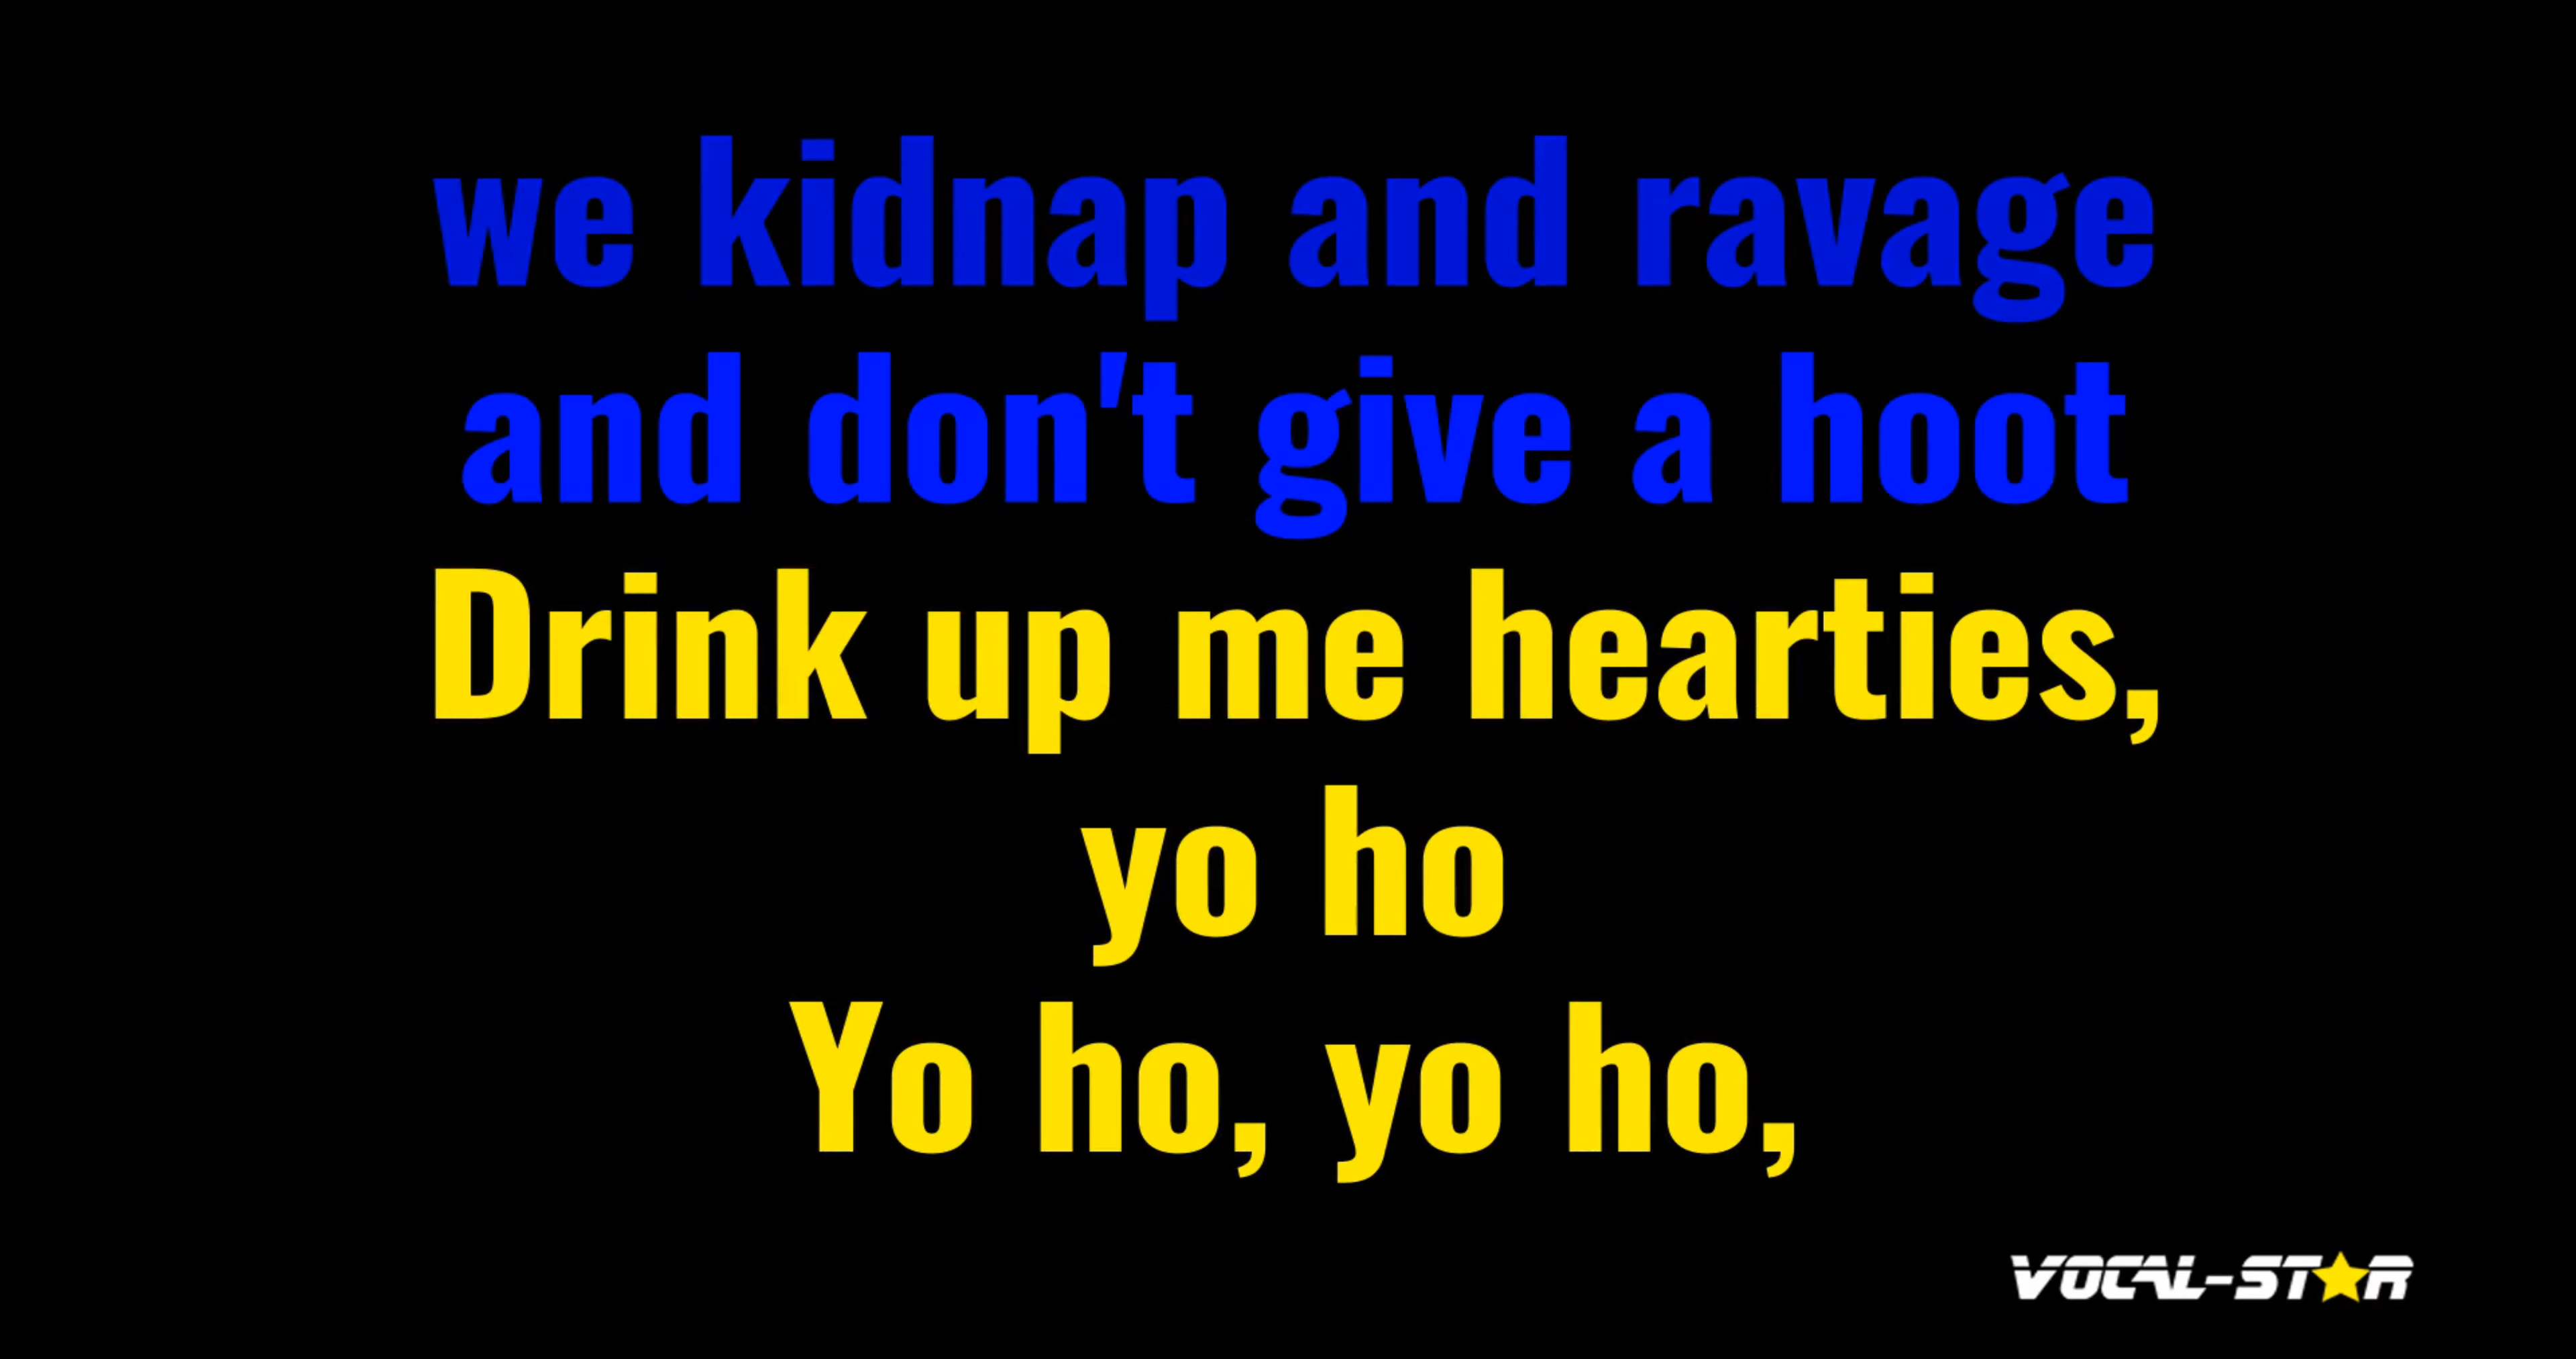 we kidnap and ravage
and don't give a hoot
Drink up me hearties,
yo ho
Yo ho, yo ho,
VOCAL-STAR